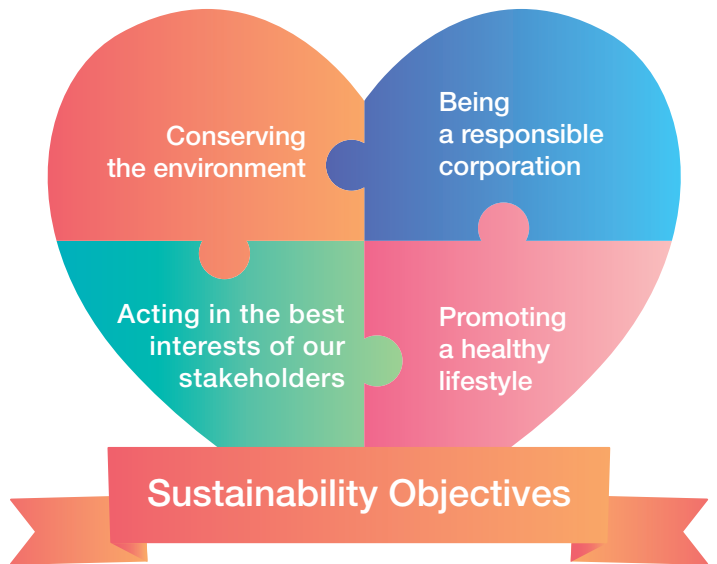 Conserving
the environment
Being
a responsible
corporation
Acting in the best
interests of our
stakeholders
Promoting
a healthy
lifestyle
Sustainability Objectives